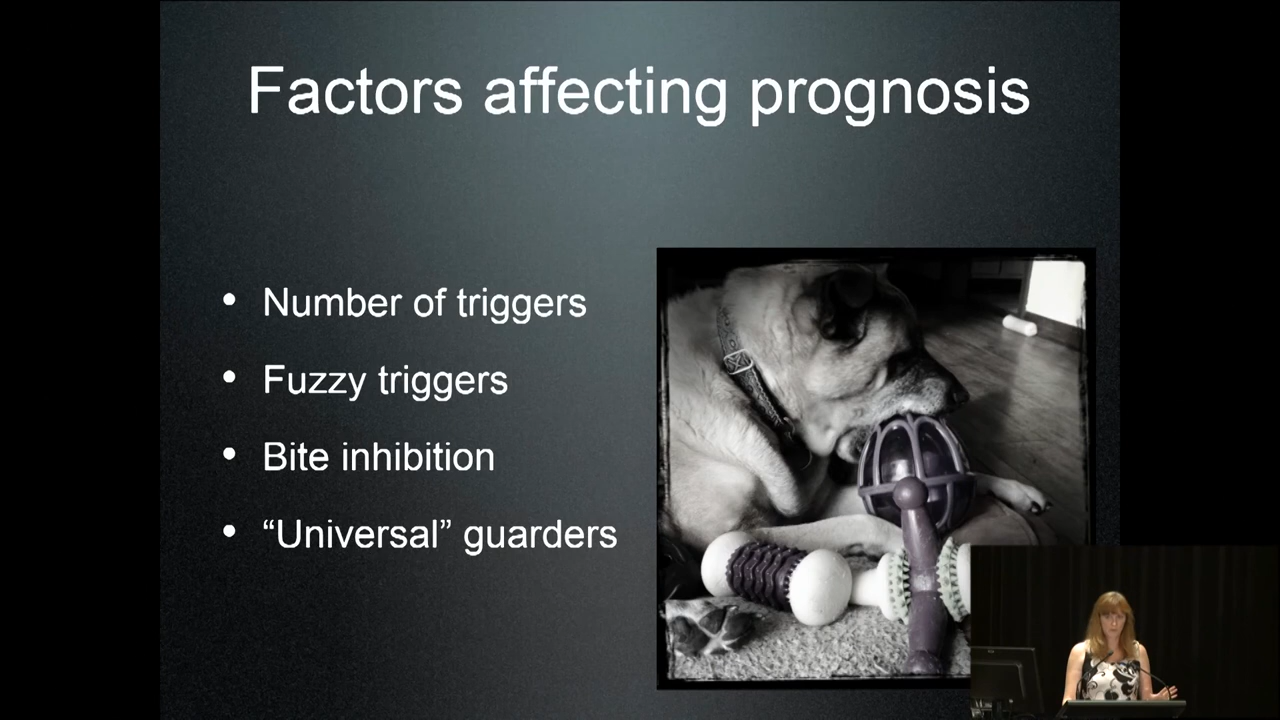 Factors affecting prognosis
• Number of triggers
• Fuzzy triggers
• Bite inhibition
• “Universal” guarders